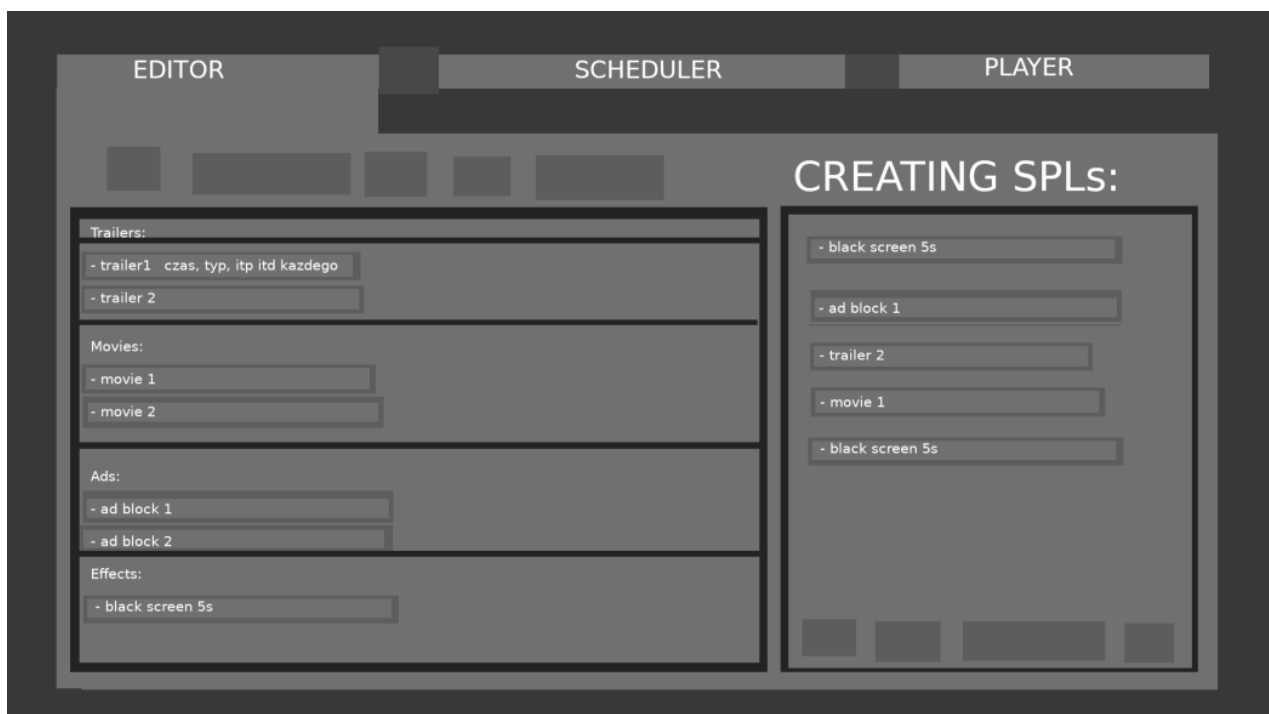 EDITOR
SCHEDULER
PLAYER
CREATING SPLs:
Trailers:
- trailer1   czas, typ, itp itd kazdego
- trailer 2
Movies:
- movie 1
- movie 2
Ads:
- ad block 1
- ad block 2
Effects:
- black screen 5s
- black screen 5s
- ad block 1
- trailer 2
- movie 1
- black screen 5s